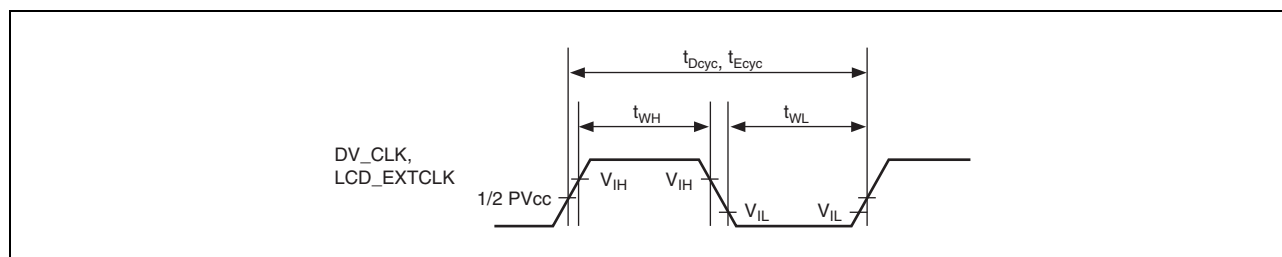 tDcyc, tEcyc
tWH
tWL
DV_CLK,
LCD_EXTCLK
VIH
VIH
1/2 PVcc
VIL
VIL